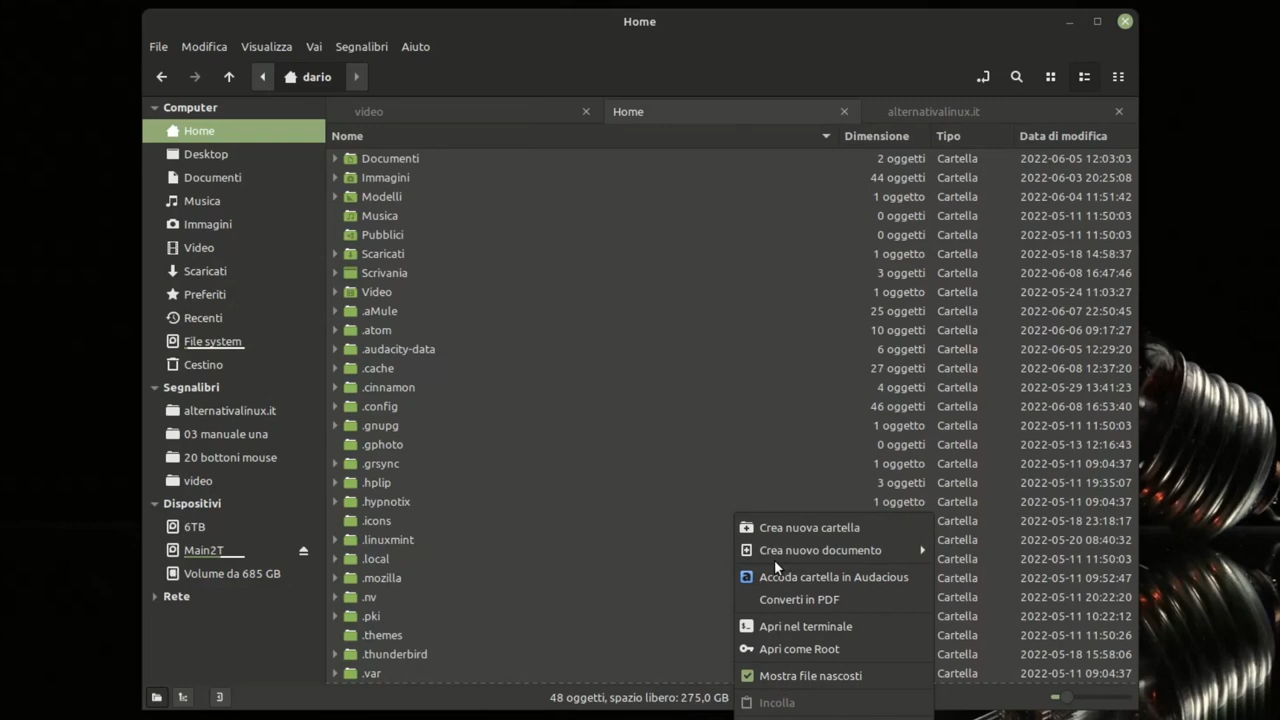 Home
File Modifica Visualizza Vai Segnalibri Aiuto
dario
video Home alternativalinux.it
Computer
Home
Desktop
Documenti
Musica
Immagini
Video
Scaricati
Preferiti
Recenti
File system
Cestino
Segnalibri
alternativalinux.it
03 manuale una
20 bottoni mouse
video
Dispositivi
6TB
Main2T
Volume da 685 GB
Rete
Nome Dimensione Tipo Data di modifica
Documenti 2 oggetti Cartella 2022-06-05 12:03:03
Immagini 44 oggetti Cartella 2022-06-03 20:25:08
Modelli 1 oggetto Cartella 2022-06-04 11:51:42
Musica 0 oggetti Cartella 2022-05-11 11:50:03
Pubblici 0 oggetti Cartella 2022-05-11 11:50:03
Scaricati 1 oggetto Cartella 2022-05-18 14:58:37
Scrivania 3 oggetti Cartella 2022-06-08 16:47:46
Video 1 oggetto Cartella 2022-05-24 11:03:27
.aMule 25 oggetti Cartella 2022-06-07 22:50:45
.atom 10 oggetti Cartella 2022-06-06 09:17:27
.audacity-data 6 oggetti Cartella 2022-06-05 12:29:20
.cache 27 oggetti Cartella 2022-06-08 12:37:20
.cinnamon 4 oggetti Cartella 2022-05-29 13:41:23
.config 46 oggetti Cartella 2022-06-08 16:53:40
.gnupg 1 oggetto Cartella 2022-05-11 11:50:03
.gphoto 0 oggetti Cartella 2022-05-13 12:16:43
.grsync 1 oggetto Cartella 2022-05-11 09:04:37
.hplip 3 oggetti Cartella 2022-05-11 19:35:07
.hypnotix 1 oggetto Cartella 2022-05-11 09:04:37
.icons Cartella 2022-05-18 23:18:17
.linuxmint Cartella 2022-05-20 08:40:32
.local Cartella 2022-05-11 11:50:03
.mozilla Cartella 2022-05-11 09:52:47
.nv Cartella 2022-05-11 20:22:20
.pki Cartella 2022-05-11 10:22:12
.themes Cartella 2022-05-11 11:50:26
.thunderbird Cartella 2022-06-08 15:58:06
.var Cartella 2022-05-11 09:04:37
Crea nuova cartella
Crea nuovo documento
Accoda cartella in Audacious
Converti in PDF
Apri nel terminale
Apri come Root
Mostra file nascosti
Incolla
48 oggetti, spazio libero: 275,0 GB